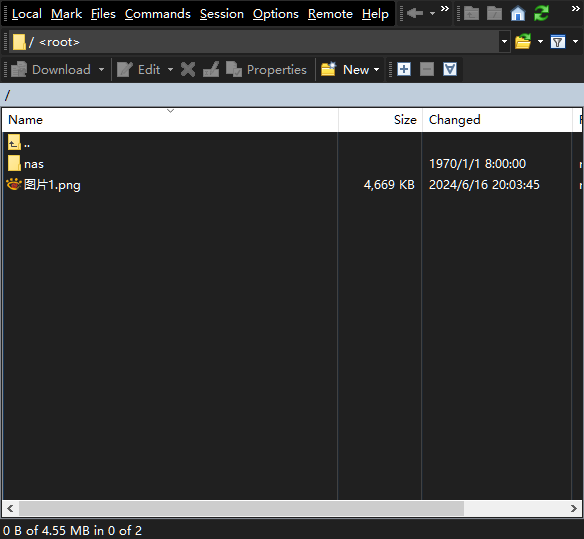 Local Mark Files Commands Session Options Remote Help
/ <root>
Download Edit Properties New
/
Name Size Changed
..
nas 1970/1/1 8:00:00
图片1.png 4,669 KB 2024/6/16 20:03:45
0 B of 4.55 MB in 0 of 2